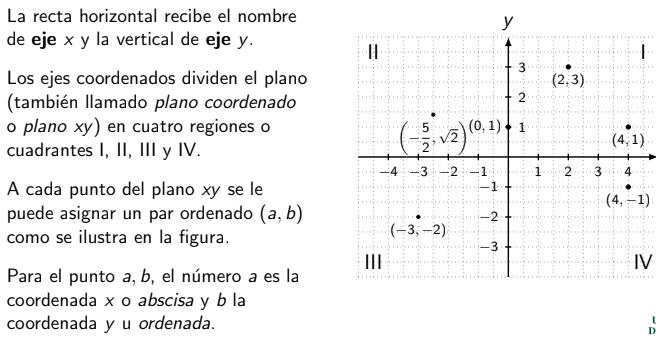 La recta horizontal recibe el nombre
de eje x y la vertical de eje y.
Los ejes coordenados dividen el plano
(también llamado plano coordenado
o plano xy) en cuatro regiones o
cuadrantes I, II, III y IV.
A cada punto del plano xy se le
puede asignar un par ordenado (a, b)
como se ilustra en la figura.
Para el punto a, b, el número a es la
coordenada x o abscisa y b la
coordenada y u ordenada.
y
II
I
3
(2, 3)
2
(−5/2, √2)
(0, 1)
1
(4, 1)
−4 −3 −2 −1 1 2 3 4
−1
(4, −1)
−2
(−3, −2)
−3
III
IV